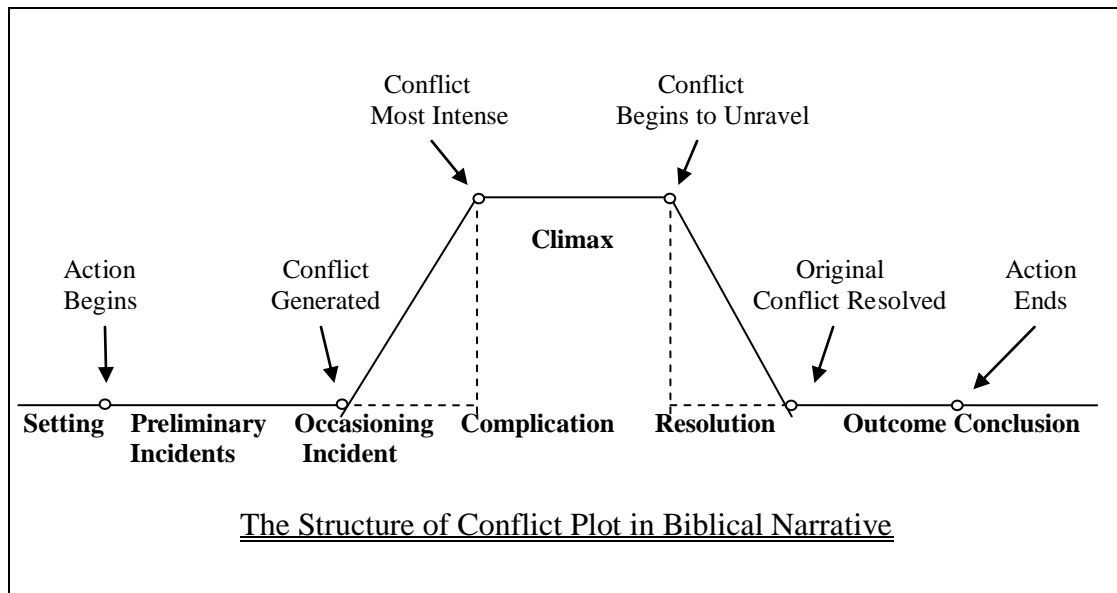 Conflict
Most Intense
Conflict
Begins to Unravel
Action
Begins
Conflict
Generated
Climax
Original
Conflict Resolved
Action
Ends
Setting
Preliminary
Incidents
Occasioning
Incident
Complication
Resolution
Outcome Conclusion
The Structure of Conflict Plot in Biblical Narrative